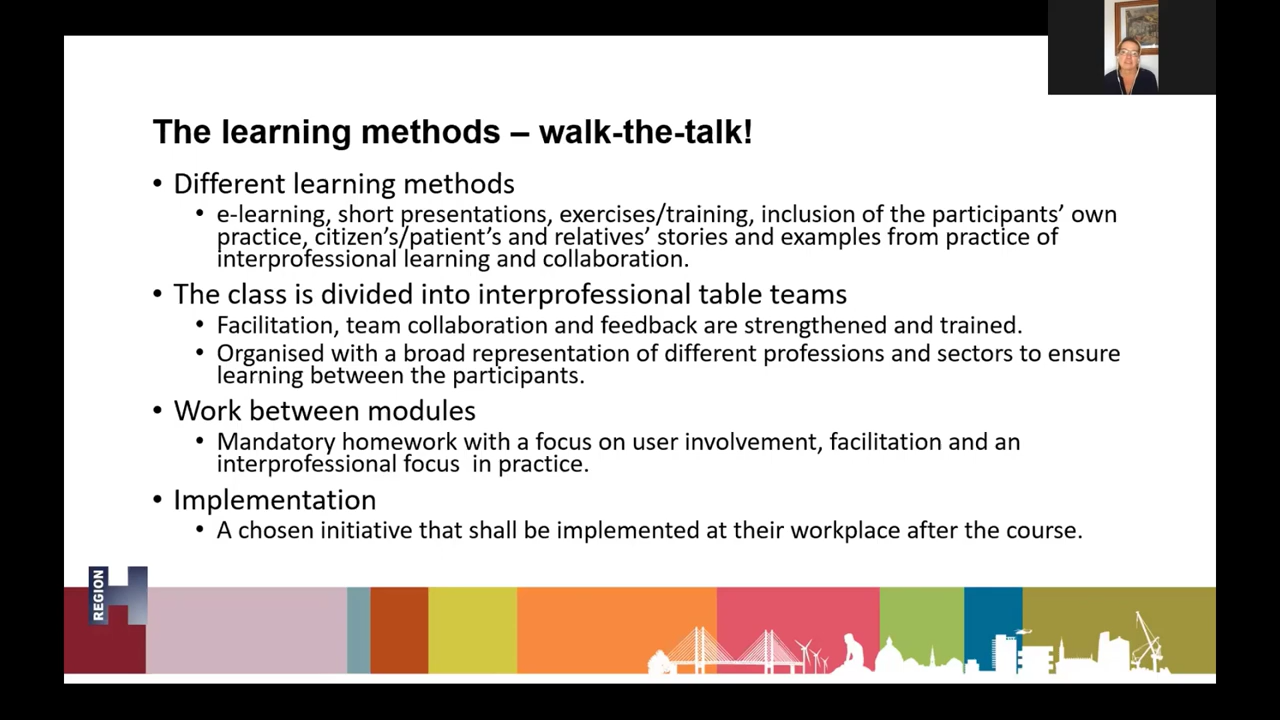 The learning methods – walk-the-talk!
• Different learning methods
• e-learning, short presentations, exercises/training, inclusion of the participants’ own
practice, citizen’s/patient’s and relatives’ stories and examples from practice of
interprofessional learning and collaboration.
• The class is divided into interprofessional table teams
• Facilitation, team collaboration and feedback are strengthened and trained.
• Organised with a broad representation of different professions and sectors to ensure
learning between the participants.
• Work between modules
• Mandatory homework with a focus on user involvement, facilitation and an
interprofessional focus  in practice.
• Implementation
• A chosen initiative that shall be implemented at their workplace after the course.
REGION H